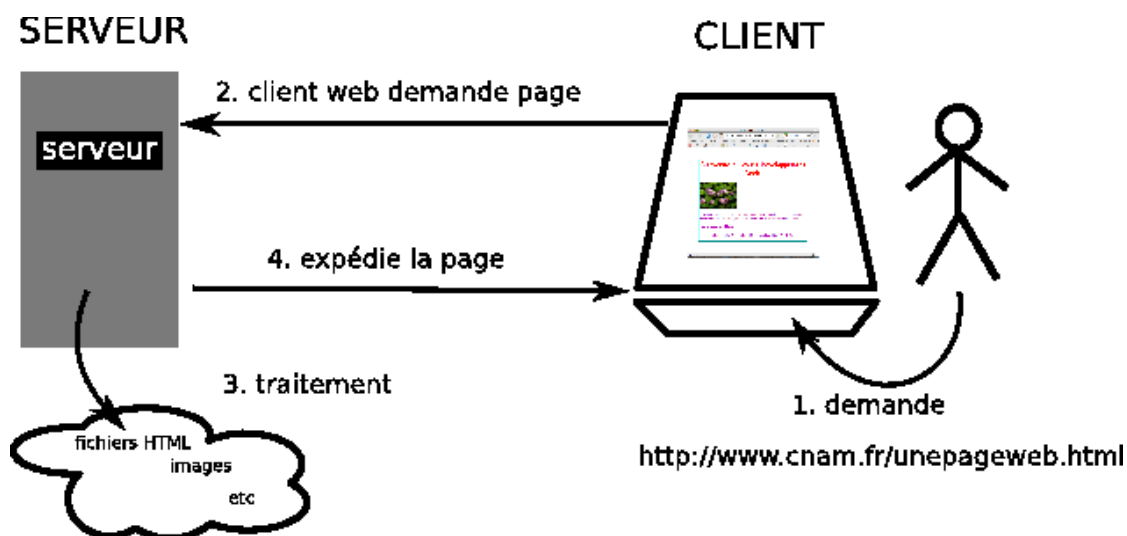 SERVEUR
CLIENT
2. client web demande page
serveur
4. expédie la page
3. traitement
1. demande
fichiers HTML
images
etc
http://www.cnam.fr/unepageweb.html